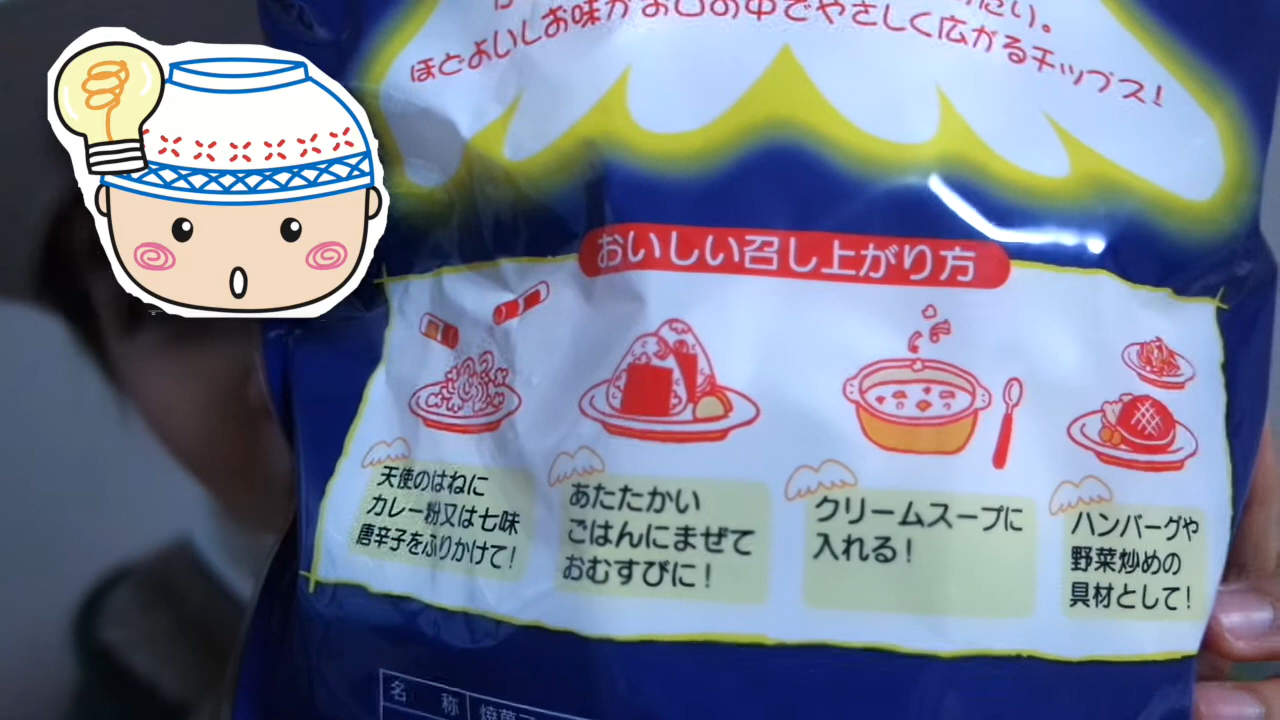 ほどよいしお味がお口の中でやさしく広がるチップス!
おいしい召し上がり方
天使のはねに
カレー粉又は七味
唐辛子をふりかけて!
あたたかい
ごはんにまぜて
おむすびに!
クリームスープに
入れる!
ハンバーグや
野菜炒めの
具材として!
名 称 焼菓子